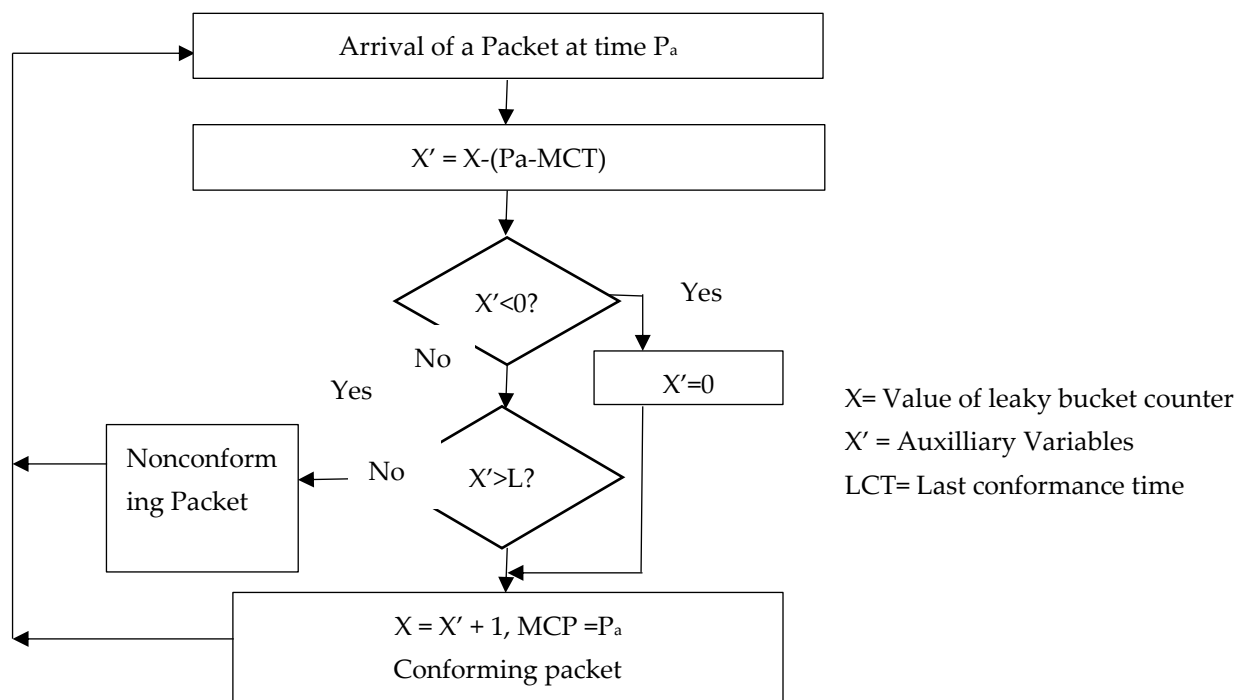 Arrival of a Packet at time Pa
X' = X-(Pa-MCT)
X'<0?
Yes
No
X'=0
Yes
Nonconform
ing Packet
No
X'>L?
X = X' + 1, MCP =Pa
Conforming packet
X= Value of leaky bucket counter
X' = Auxilliary Variables
LCT= Last conformance time